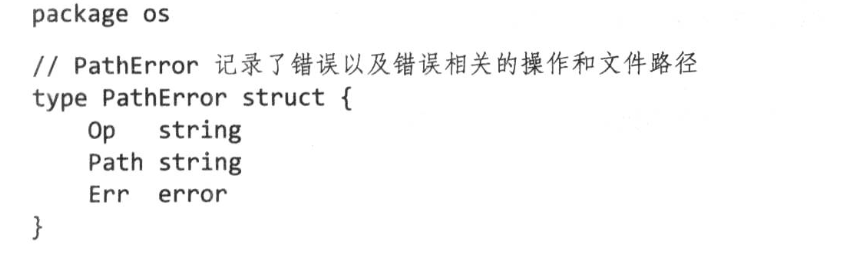 package os
// PathError 记录了错误以及错误相关的操作和文件路径
type PathError struct {
    Op   string
    Path string
    Err  error
}